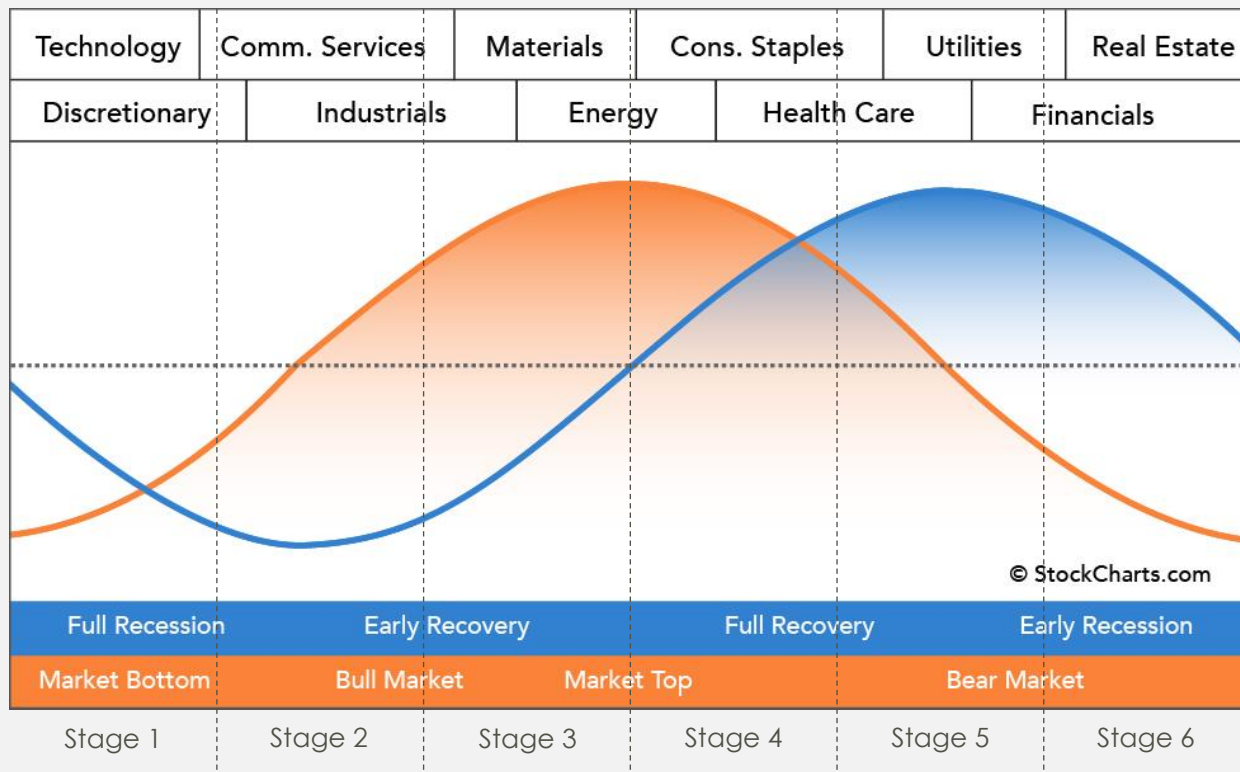 Technology Comm. Services Materials Cons. Staples Utilities Real Estate
Discretionary Industrials Energy Health Care Financials
© StockCharts.com
Full Recession Early Recovery Full Recovery Early Recession
Market Bottom Bull Market Market Top Bear Market
Stage 1 Stage 2 Stage 3 Stage 4 Stage 5 Stage 6